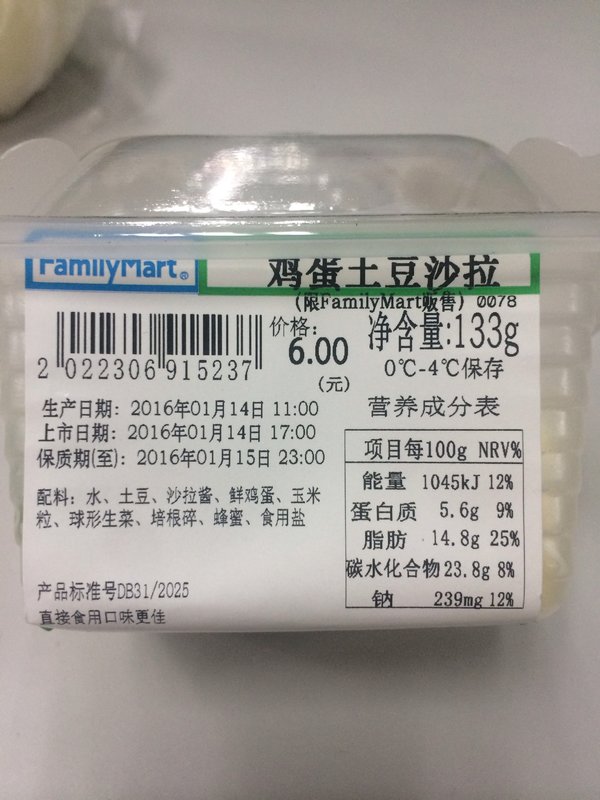 FamilyMart®
鸡蛋土豆沙拉
(限FamilyMart贩售) 0078
2 022306 915237
价格:
6.00
(元)
净含量:133g
0℃-4℃保存
生产日期: 2016年01月14日 11:00
上市日期: 2016年01月14日 17:00
保质期(至): 2016年01月15日 23:00
配料: 水、土豆、沙拉酱、鲜鸡蛋、玉米
粒、球形生菜、培根碎、蜂蜜、食用盐
产品标准号DB31/2025
直接食用口味更佳
营养成分表
项目每100g NRV%
能量 1045kJ 12%
蛋白质 5.6g 9%
脂肪 14.8g 25%
碳水化合物 23.8g 8%
钠 239mg 12%